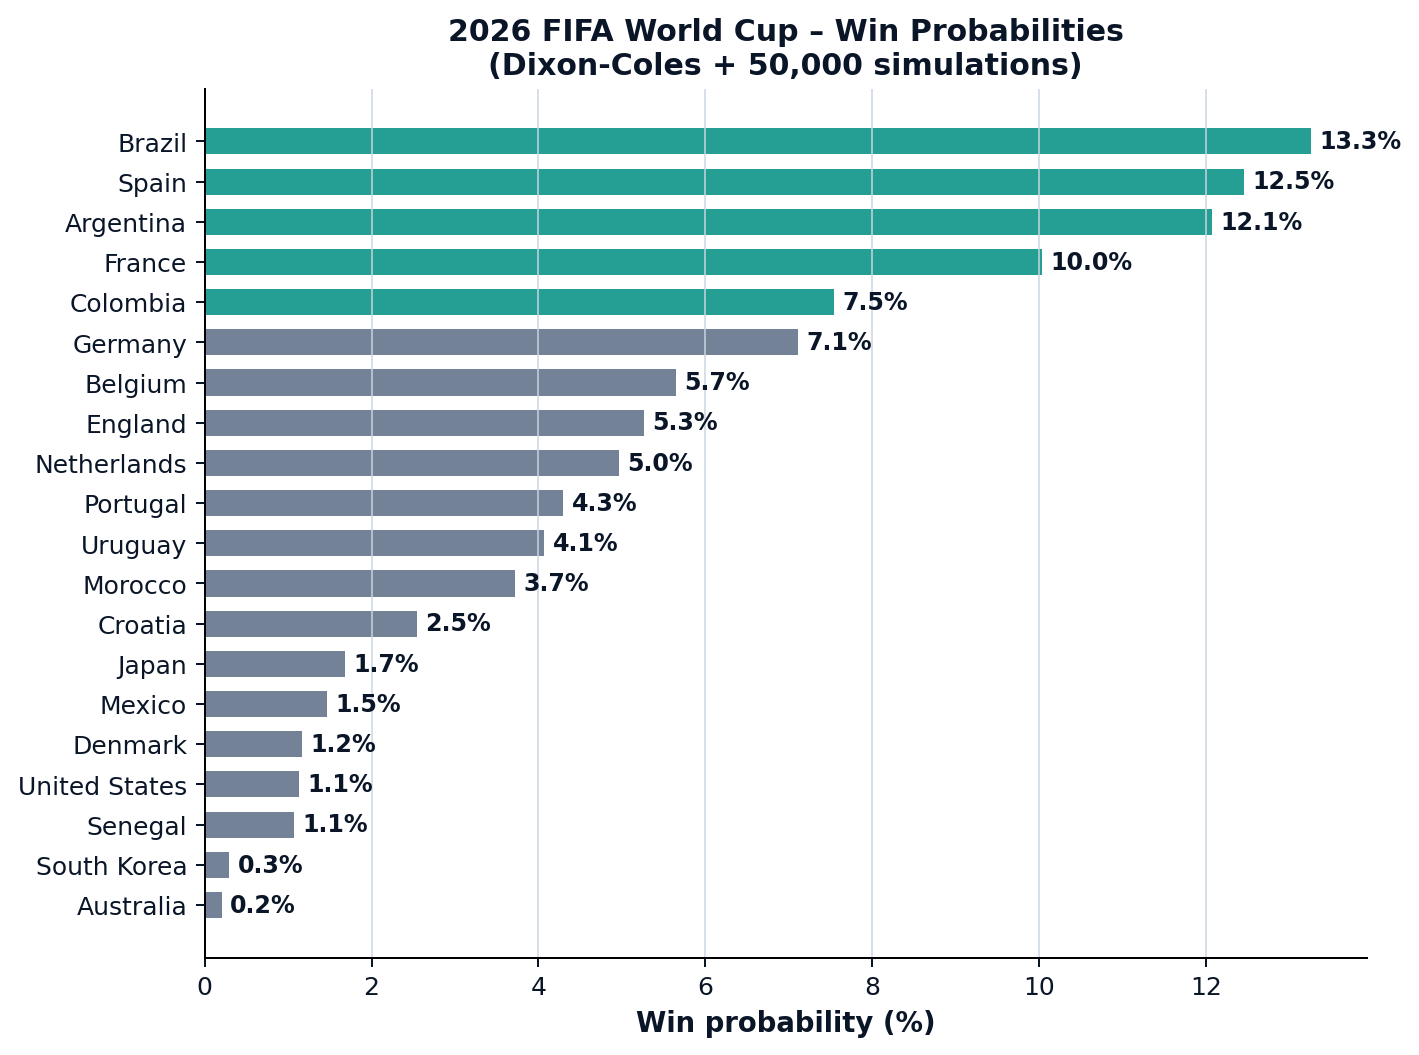 2026 FIFA World Cup – Win Probabilities
(Dixon-Coles + 50,000 simulations)
Brazil 13.3%
Spain 12.5%
Argentina 12.1%
France 10.0%
Colombia 7.5%
Germany 7.1%
Belgium 5.7%
England 5.3%
Netherlands 5.0%
Portugal 4.3%
Uruguay 4.1%
Morocco 3.7%
Croatia 2.5%
Japan 1.7%
Mexico 1.5%
Denmark 1.2%
United States 1.1%
Senegal 1.1%
South Korea 0.3%
Australia 0.2%
0 2 4 6 8 10 12
Win probability (%)